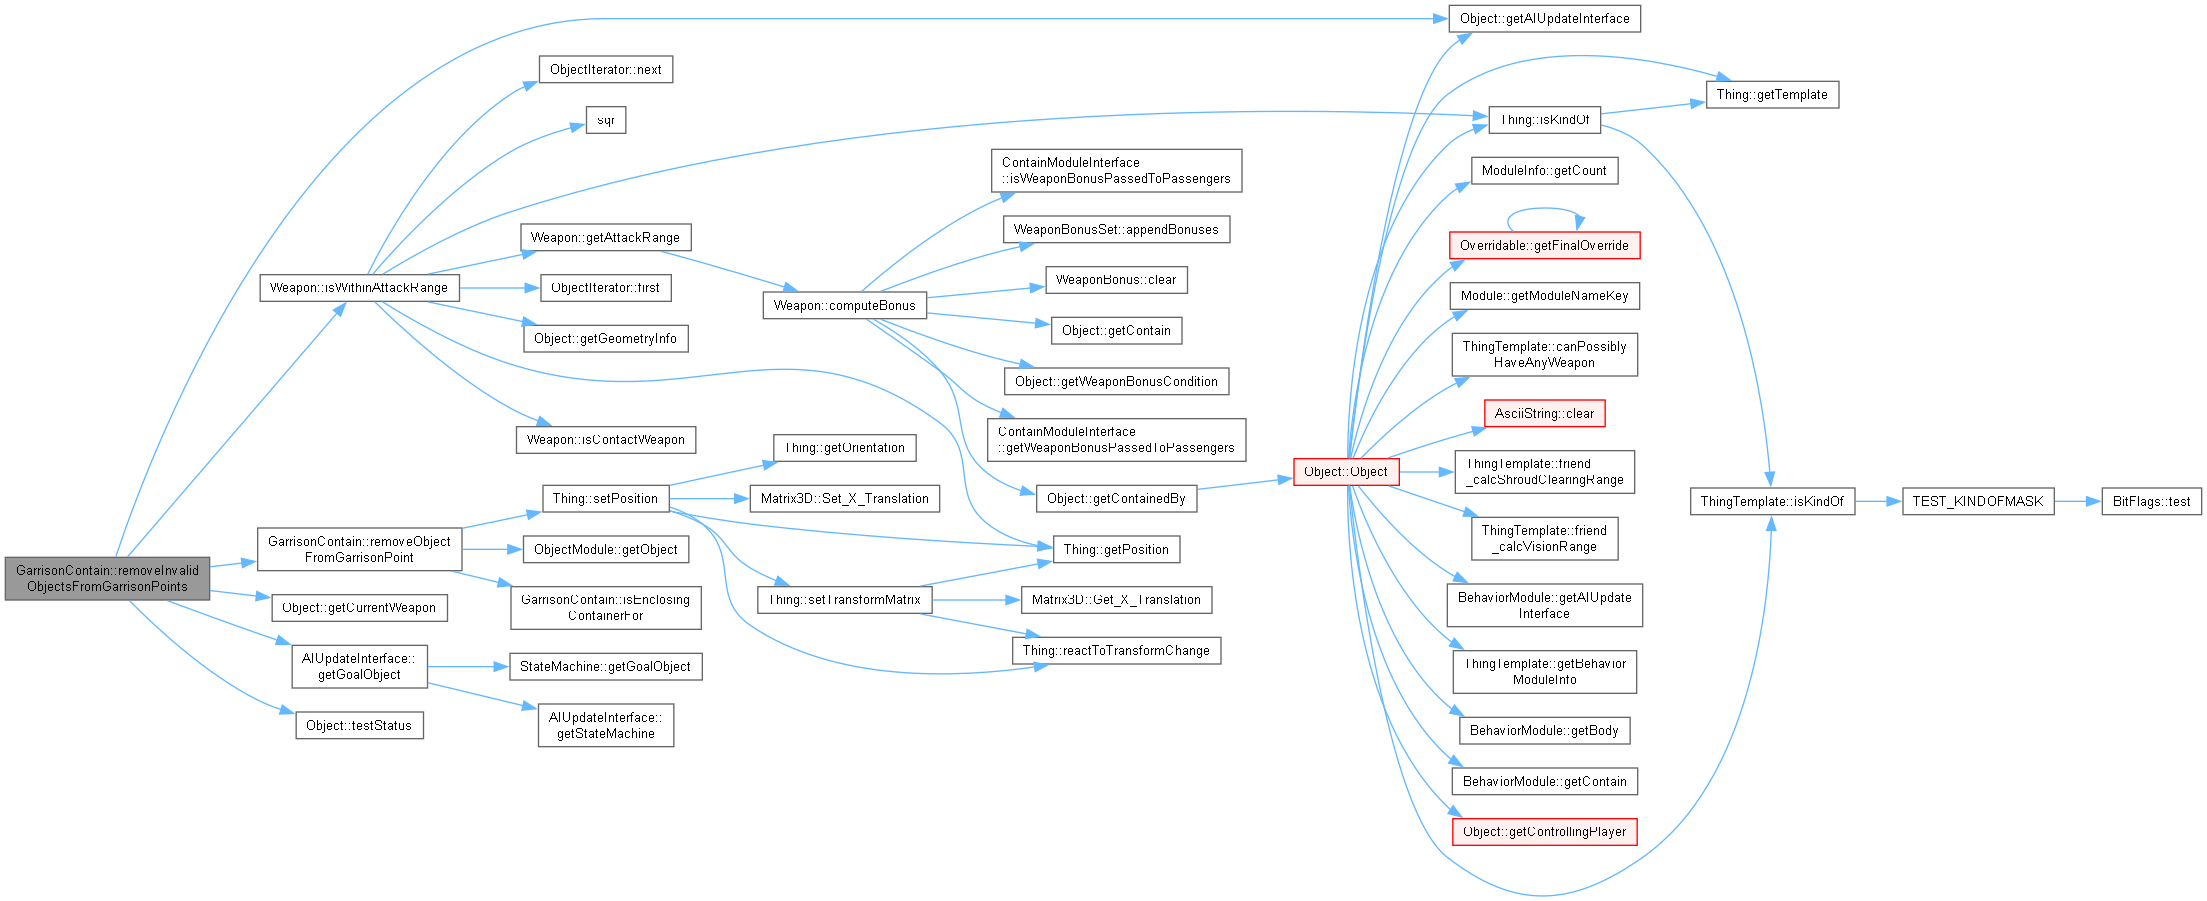 GarrisonContain::removeInvalid
ObjectsFromGarrisonPoints
Object::getAIUpdateInterface
Weapon::isWithinAttackRange
GarrisonContain::removeObject
FromGarrisonPoint
Object::getCurrentWeapon
AIUpdateInterface::
getGoalObject
Object::testStatus
ObjectIterator::next
sqr
Weapon::getAttackRange
ObjectIterator::first
Object::getGeometryInfo
Weapon::isContactWeapon
Thing::setPosition
ObjectModule::getObject
GarrisonContain::isEnclosing
ContainerFor
StateMachine::getGoalObject
AIUpdateInterface::
getStateMachine
Weapon::computeBonus
Thing::getOrientation
Matrix3D::Set_X_Translation
Thing::setTransformMatrix
ContainModuleInterface
::isWeaponBonusPassedToPassengers
WeaponBonusSet::appendBonuses
WeaponBonus::clear
Object::getContain
Object::getWeaponBonusCondition
ContainModuleInterface
::getWeaponBonusPassedToPassengers
Object::getContainedBy
Thing::getPosition
Matrix3D::Get_X_Translation
Thing::reactToTransformChange
Object::Object
Thing::isKindOf
ModuleInfo::getCount
Overridable::getFinalOverride
Module::getModuleNameKey
ThingTemplate::canPossibly
HaveAnyWeapon
AsciiString::clear
ThingTemplate::friend
_calcShroudClearingRange
ThingTemplate::friend
_calcVisionRange
BehaviorModule::getAIUpdate
Interface
ThingTemplate::getBehavior
ModuleInfo
BehaviorModule::getBody
BehaviorModule::getContain
Object::getControllingPlayer
Thing::getTemplate
ThingTemplate::isKindOf
TEST_KINDOFMASK
BitFlags::test